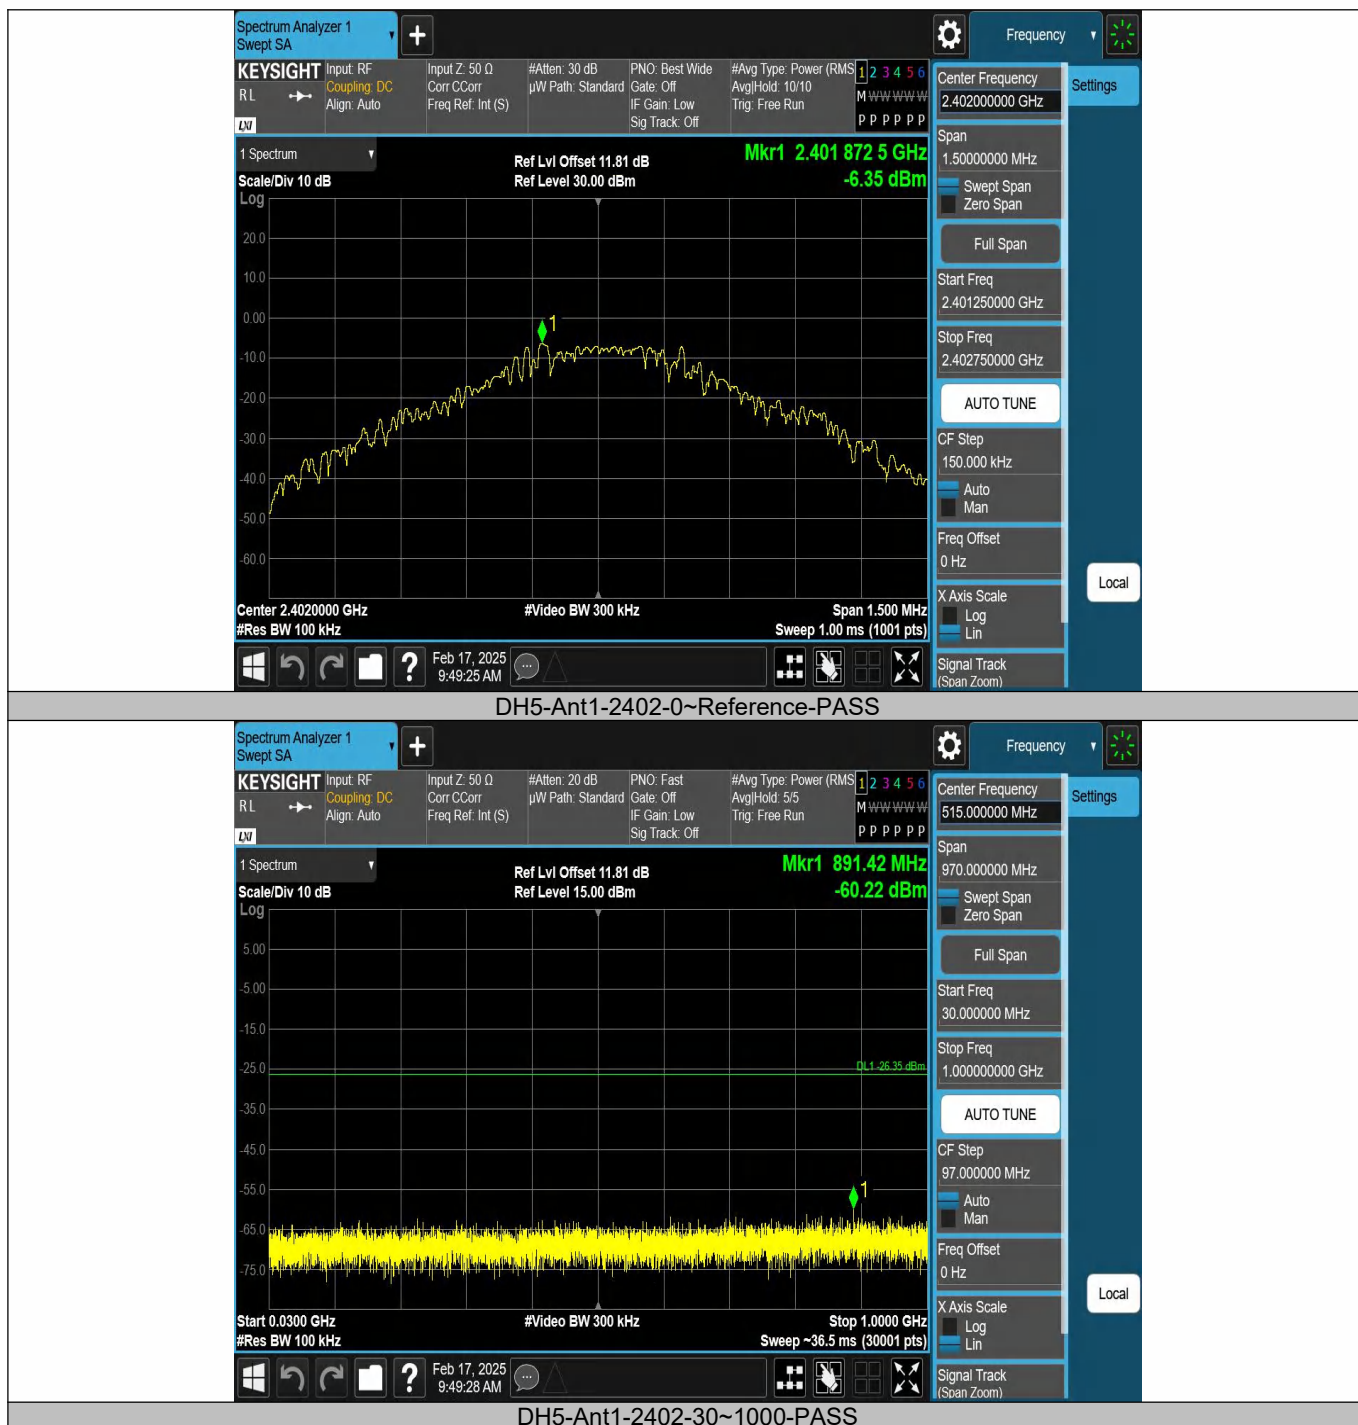 Spectrum Analyzer 1
Swept SA
Frequency
KEYSIGHT
RL
LXI
Input: RF
Coupling: DC
Align: Auto
Input Z: 50 Ω
Corr CCorr
Freq Ref: Int (S)
#Atten: 30 dB
µW Path: Standard
PNO: Best Wide
Gate: Off
IF Gain: Low
Sig Track: Off
#Avg Type: Power (RMS
Avg|Hold: 10/10
Trig: Free Run
1 2 3 4 5 6
M W W W W W
P P P P P P
Center Frequency
2.402000000 GHz
Settings
Span
1.50000000 MHz
Swept Span
Zero Span
Full Span
Start Freq
2.401250000 GHz
Stop Freq
2.402750000 GHz
AUTO TUNE
CF Step
150.000 kHz
Auto
Man
Freq Offset
0 Hz
X Axis Scale
Log
Lin
Signal Track
(Span Zoom)
Local
1 Spectrum
Scale/Div 10 dB
Log
Ref Lvl Offset 11.81 dB
Ref Level 30.00 dBm
Mkr1 2.401 872 5 GHz
-6.35 dBm
20.0
10.0
0.00
-10.0
-20.0
-30.0
-40.0
-50.0
-60.0
1
Center 2.4020000 GHz
#Video BW 300 kHz
Span 1.500 MHz
#Res BW 100 kHz
Sweep 1.00 ms (1001 pts)
Feb 17, 2025
9:49:25 AM
DH5-Ant1-2402-0~Reference-PASS
Spectrum Analyzer 1
Swept SA
Frequency
KEYSIGHT
RL
LXI
Input: RF
Coupling: DC
Align: Auto
Input Z: 50 Ω
Corr CCorr
Freq Ref: Int (S)
#Atten: 20 dB
µW Path: Standard
PNO: Fast
Gate: Off
IF Gain: Low
Sig Track: Off
#Avg Type: Power (RMS
Avg|Hold: 5/5
Trig: Free Run
1 2 3 4 5 6
M W W W W W
P P P P P P
Center Frequency
515.000000 MHz
Settings
Span
970.000000 MHz
Swept Span
Zero Span
Full Span
Start Freq
30.000000 MHz
Stop Freq
1.000000000 GHz
AUTO TUNE
CF Step
97.000000 MHz
Auto
Man
Freq Offset
0 Hz
X Axis Scale
Log
Lin
Signal Track
(Span Zoom)
Local
1 Spectrum
Scale/Div 10 dB
Log
Ref Lvl Offset 11.81 dB
Ref Level 15.00 dBm
Mkr1 891.42 MHz
-60.22 dBm
5.00
-5.00
-15.0
-25.0
-35.0
-45.0
-55.0
-65.0
-75.0
DL1 -26.35 dBm
1
Start 0.0300 GHz
#Video BW 300 kHz
Stop 1.0000 GHz
#Res BW 100 kHz
Sweep ~36.5 ms (30001 pts)
Feb 17, 2025
9:49:28 AM
DH5-Ant1-2402-30~1000-PASS